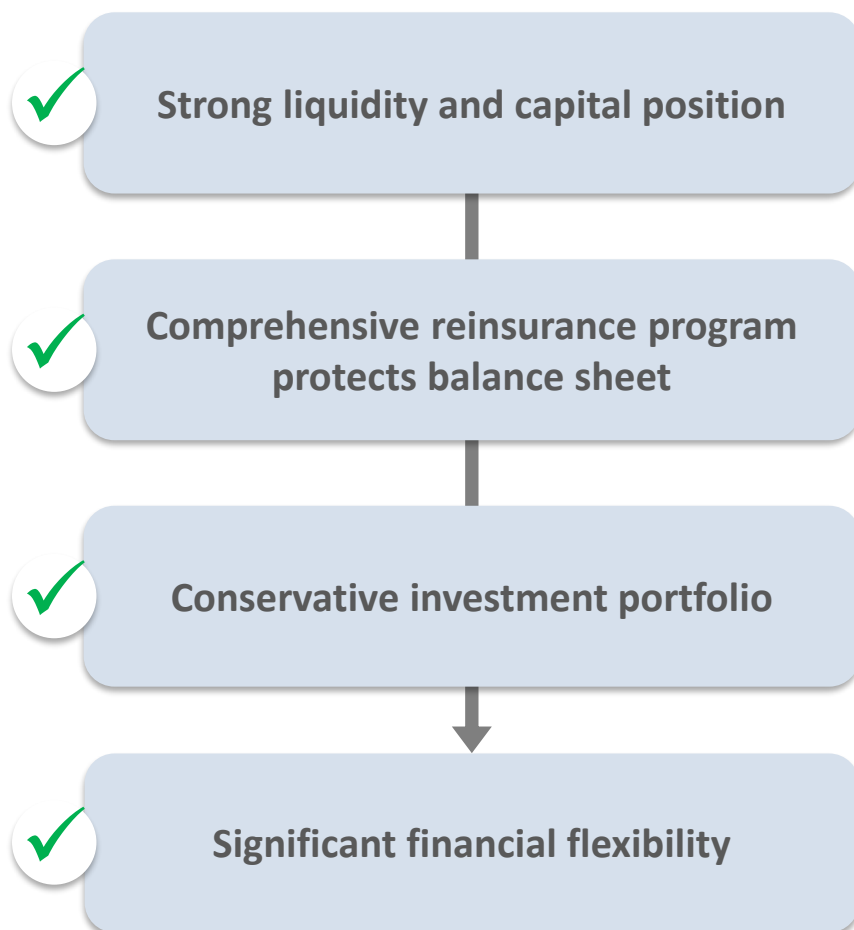 Strong liquidity and capital position
Comprehensive reinsurance program
protects balance sheet
Conservative investment portfolio
Significant financial flexibility